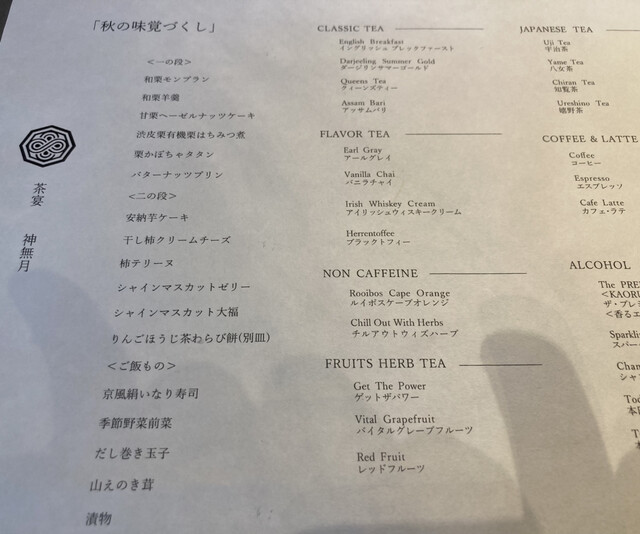 茶宴 神無月
「秋の味覚づくし」
＜一の段＞
和栗モンブラン
和栗羊羹
甘栗ヘーゼルナッツケーキ
渋皮栗有機栗はちみつ煮
栗かぼちゃタタン
バターナッツプリン
＜二の段＞
安納芋ケーキ
干し柿クリームチーズ
柿テリーヌ
シャインマスカットゼリー
シャインマスカット大福
りんごほうじ茶わらび餅(別皿)
＜ご飯もの＞
京風絹いなり寿司
季節野菜前菜
だし巻き玉子
山えのき茸
漬物
CLASSIC TEA
English Breakfast
イングリッシュ ブレックファースト
Darjeeling Summer Gold
ダージリンサマーゴールド
Queens Tea
クィーンズティー
Assam Bari
アッサムバリ
FLAVOR TEA
Earl Gray
アールグレイ
Vanilla Chai
バニラチャイ
Irish Whiskey Cream
アイリッシュウィスキークリーム
Herrentoffee
ブラックトフィー
NON CAFFEINE
Rooibos Cape Orange
ルイボスケープオレンジ
Chill Out With Herbs
チルアウトウィズハーブ
FRUITS HERB TEA
Get The Power
ゲットザパワー
Vital Grapefruit
バイタルグレープフルーツ
Red Fruit
レッドフルーツ
JAPANESE TEA
Uji Tea
宇治茶
Yame Tea
八女茶
Chiran Tea
知覧茶
Ureshino Tea
嬉野茶
COFFEE & LATTE
Coffee
コーヒー
Espresso
エスプレッソ
Cafe Latte
カフェ・ラテ
ALCOHOL
The PRE
<KAORU
ザ・プレ
＜香るエ
Sparkli
スパー
Cham
シャン